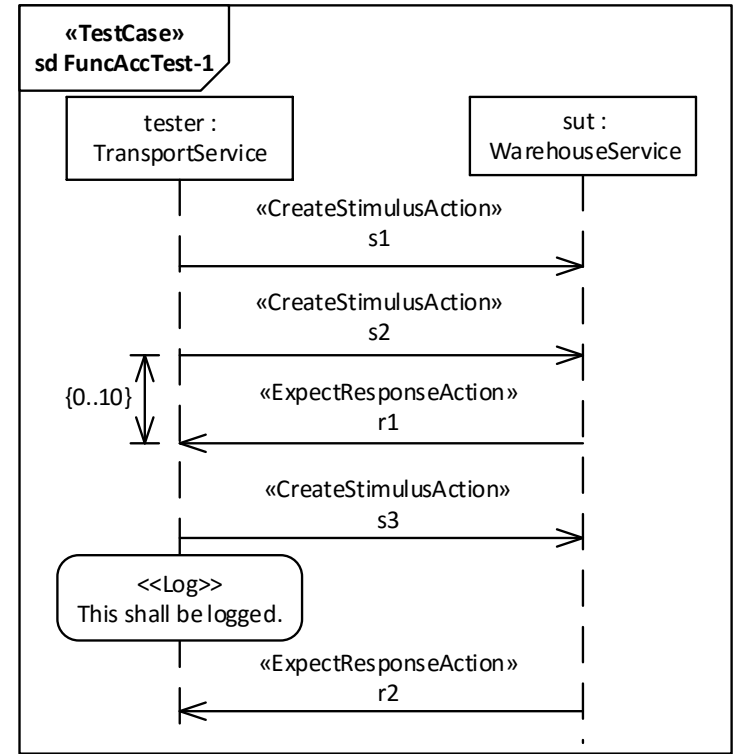 «TestCase»
sd FuncAccTest-1
tester :
TransportService
sut :
WarehouseService
«CreateStimulusAction»
s1
«CreateStimulusAction»
s2
{0..10}
«ExpectResponseAction»
r1
«CreateStimulusAction»
s3
<<Log>>
This shall be logged.
«ExpectResponseAction»
r2